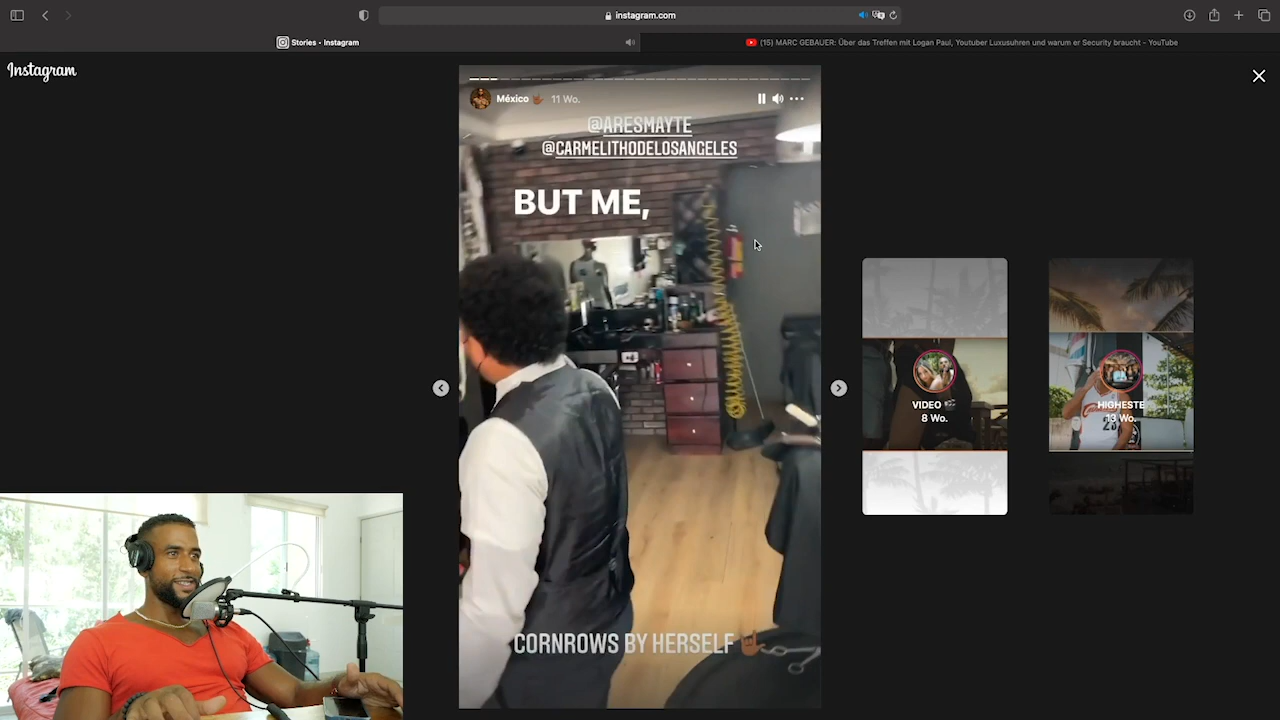 instagram.com
Stories • Instagram
(15) MARC GEBAUER: Über das Treffen mit Logan Paul, Youtuber Luxusuhren und warum er Security braucht - YouTube
Instagram
México 11 Wo.
@ARESMAYTE
@CARMELITHODELOSANGELES
BUT ME,
VIDEO
8 Wo.
HIGHESTE
13 Wo.
23
CORNROWS BY HERSELF